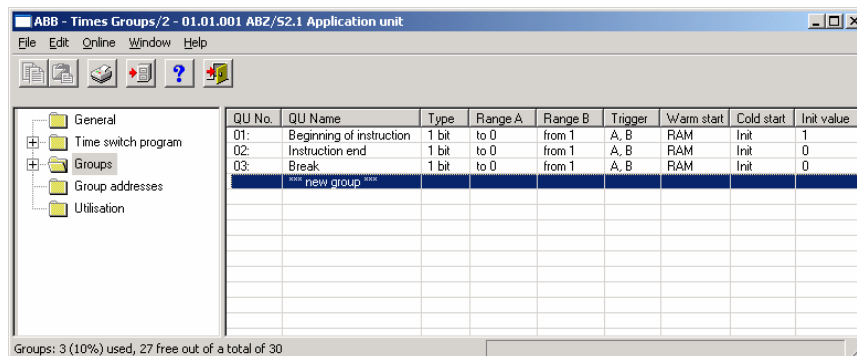 ABB - Times Groups/2 - 01.01.001 ABZ/S2.1 Application unit
File Edit Online Window Help
General
Time switch program
Groups
Group addresses
Utilisation
QU No. QU Name Type Range A Range B Trigger Warm start Cold start Init value
01: Beginning of instruction 1 bit to 0 from 1 A, B RAM Init 1
02: Instruction end 1 bit to 0 from 1 A, B RAM Init 0
03: Break 1 bit to 0 from 1 A, B RAM Init 0
*** new group ***
Groups: 3 (10%) used, 27 free out of a total of 30